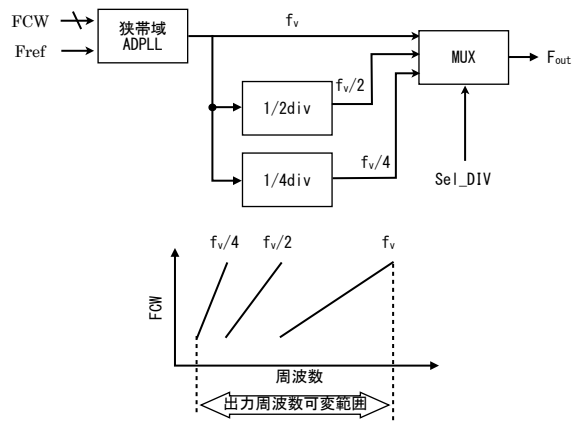 FCW
Fref
狭帯域
ADPLL
fv
1/2div
fv/2
1/4div
fv/4
MUX
Fout
Sel_DIV
fv/4
fv/2
fv
FCW
周波数
出力周波数可変範囲